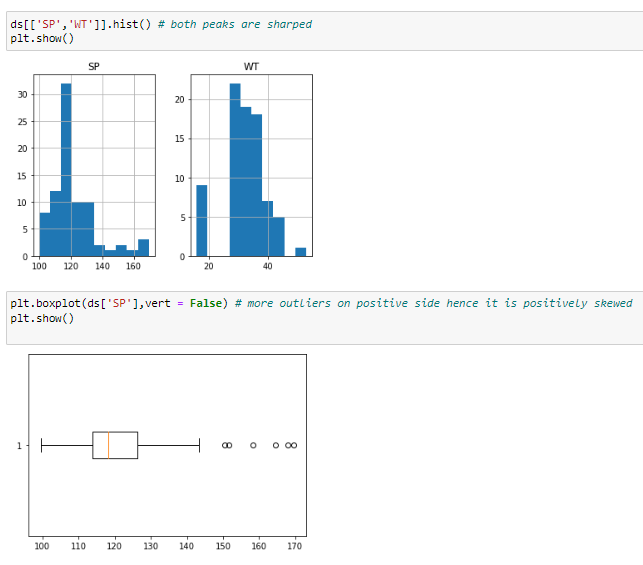 ds[['SP','WT']].hist() # both peaks are sharped
plt.show()
SP
WT
30
25
20
15
10
5
0
100 120 140 160
20
15
10
5
0
20 40
plt.boxplot(ds['SP'],vert = False) # more outliers on positive side hence it is positively skewed
plt.show()
1
100 110 120 130 140 150 160 170